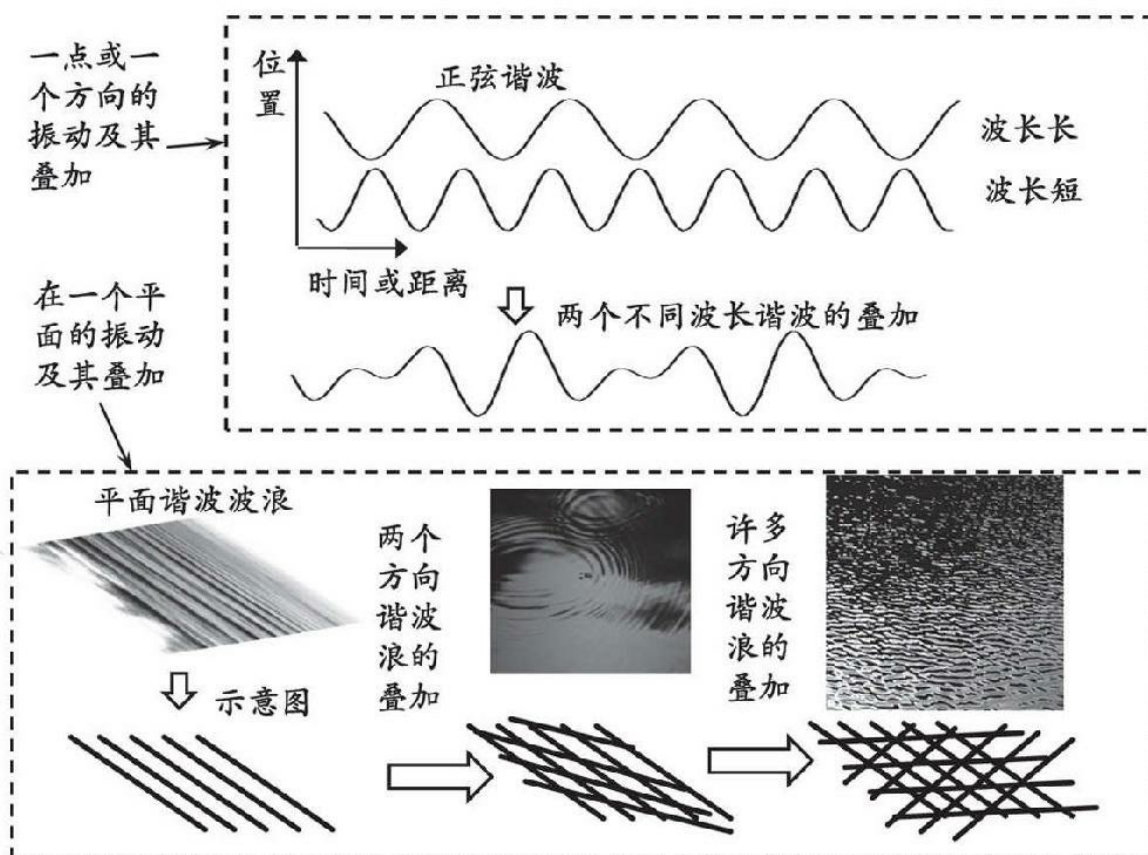 一点或一
个方向的
振动及其
叠加
位
置
正弦谐波
波长长
波长短
时间或距离
两个不同波长谐波的叠加
在一个平
面的振动
及其叠加
平面谐波波浪
示意图
两个
方向
谐波
浪的
叠加
许多
方向
谐波
浪的
叠加